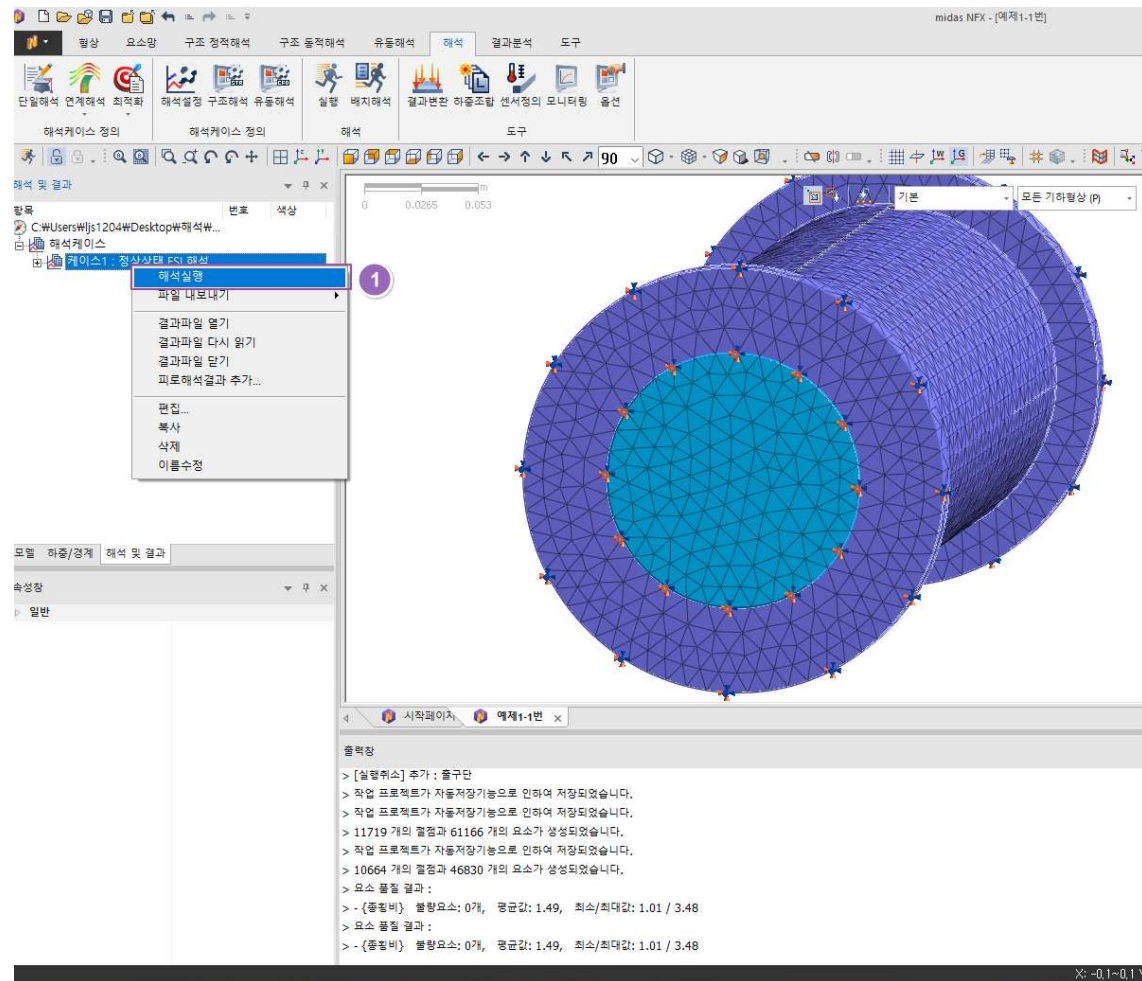 midas NFX - [예제1-1번]
형상 요소망 구조 정적해석 구조 동적해석 유동해석 해석 결과분석 도구
단일해석 연계해석 최적화 해석설정 구조해석 유동해석 실행 배치해석 결과변환 하중조합 센서정의 모니터링 옵션
해석케이스 정의 해석케이스 정의 해석 도구
90
해석 및 결과
항목 번호 색상
C:₩Users₩ljs1204₩Desktop₩해석₩...
해석케이스
케이스1 : 정상상태 FSI 해석
해석실행
1
파일 내보내기
결과파일 열기
결과파일 다시 읽기
결과파일 닫기
피로해석결과 추가...
편집...
복사
삭제
이름수정
m
0 0.0265 0.053
기본 모든 기하형상 (P)
모델 하중/경계 해석 및 결과
속성창
일반
시작페이지 예제1-1번
출력창
> [실행취소] 추가 : 출구단
> 작업 프로젝트가 자동저장기능으로 인하여 저장되었습니다.
> 작업 프로젝트가 자동저장기능으로 인하여 저장되었습니다.
> 11719 개의 절점과 61166 개의 요소가 생성되었습니다.
> 작업 프로젝트가 자동저장기능으로 인하여 저장되었습니다.
> 10664 개의 절점과 46830 개의 요소가 생성되었습니다.
> 요소 품질 결과 :
> - {종횡비} 불량요소: 0개, 평균값: 1.49, 최소/최대값: 1.01 / 3.48
> 요소 품질 결과 :
> - {종횡비} 불량요소: 0개, 평균값: 1.49, 최소/최대값: 1.01 / 3.48
X: -0.1~0.1